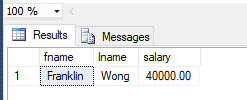 100 %
Results Messages
fname lname salary
1 Franklin Wong 40000.00